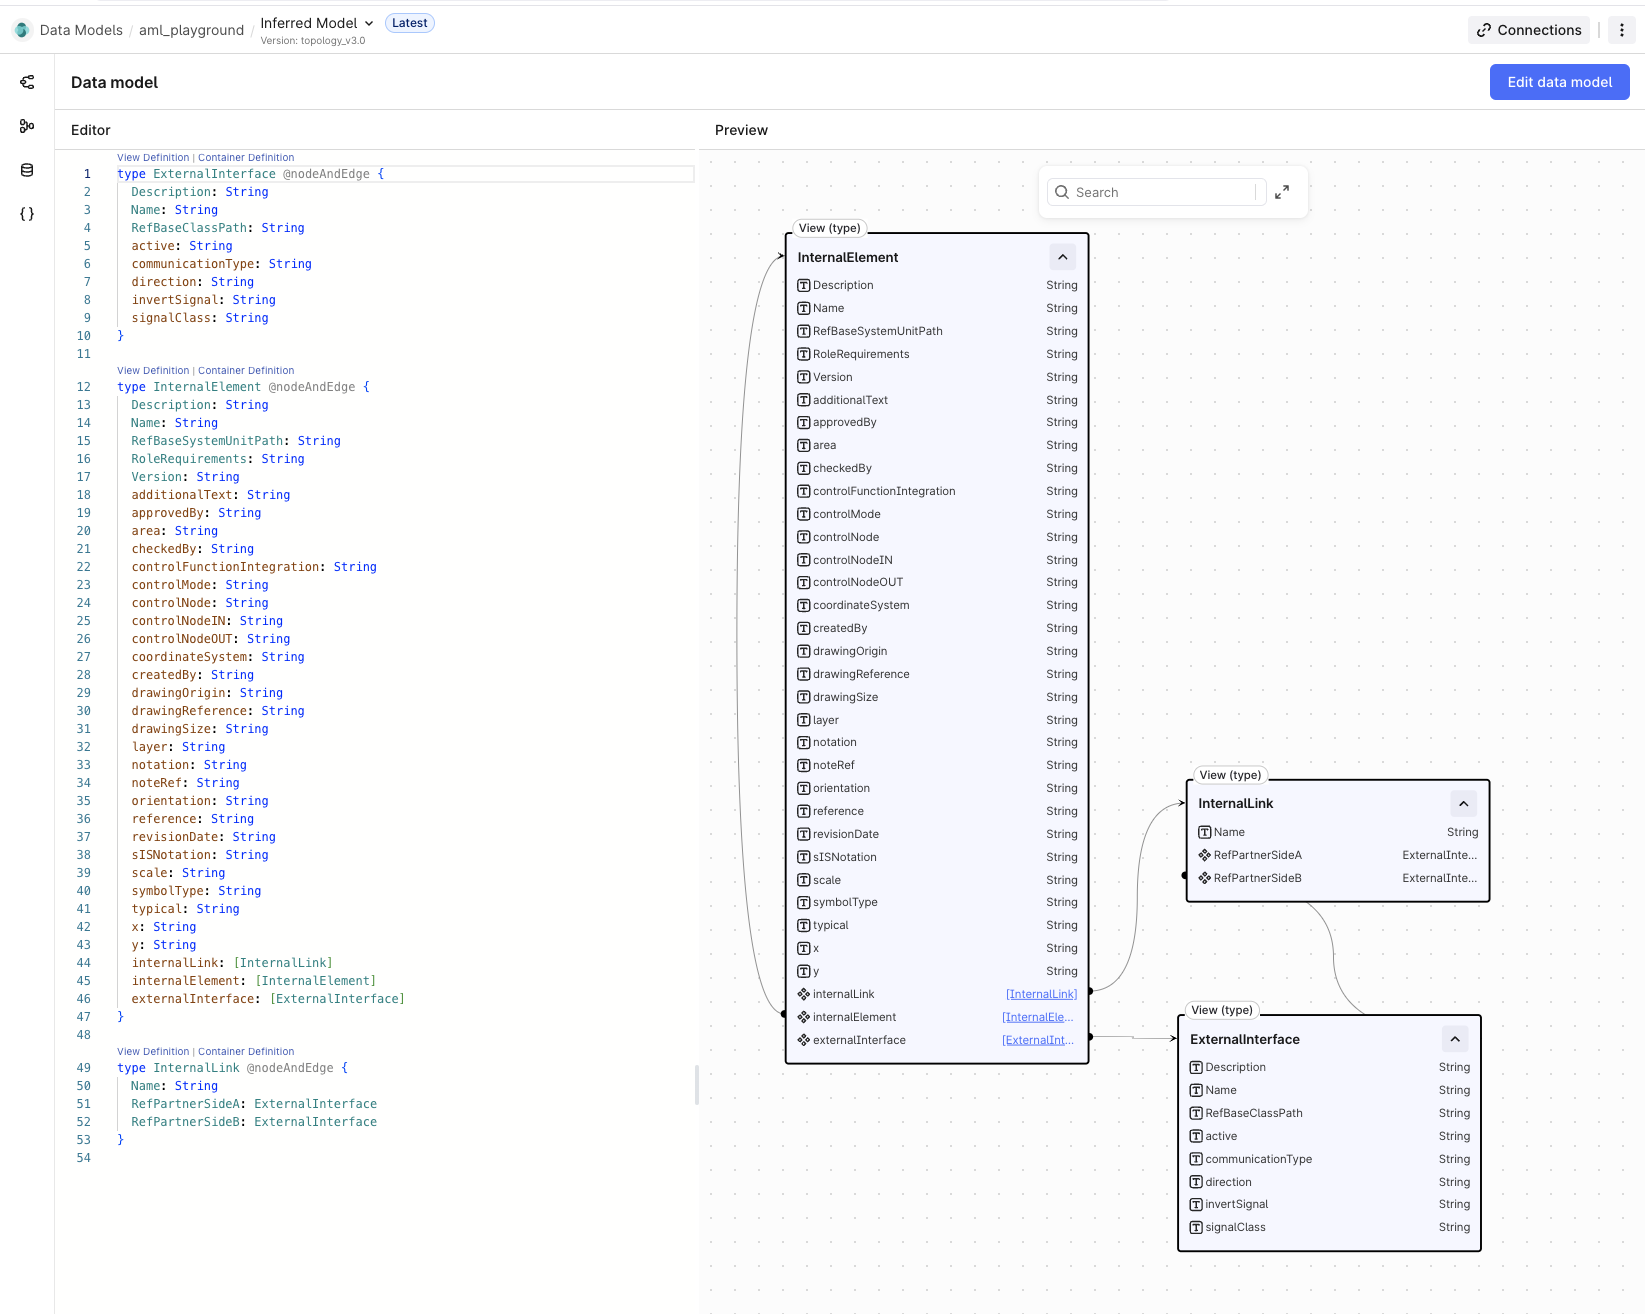 Data Models / aml_playground / Inferred Model Latest
Version: topology_v3.0
Connections
Data model
Edit data model
Editor
View Definition | Container Definition
1 type ExternalInterface @nodeAndEdge {
2 Description: String
3 Name: String
4 RefBaseClassPath: String
5 active: String
6 communicationType: String
7 direction: String
8 invertSignal: String
9 signalClass: String
10 }
11
View Definition | Container Definition
12 type InternalElement @nodeAndEdge {
13 Description: String
14 Name: String
15 RefBaseSystemUnitPath: String
16 RoleRequirements: String
17 Version: String
18 additionalText: String
19 approvedBy: String
20 area: String
21 checkedBy: String
22 controlFunctionIntegration: String
23 controlMode: String
24 controlNode: String
25 controlNodeIN: String
26 controlNodeOUT: String
27 coordinateSystem: String
28 createdBy: String
29 drawingOrigin: String
30 drawingReference: String
31 drawingSize: String
32 layer: String
33 notation: String
34 noteRef: String
35 orientation: String
36 reference: String
37 revisionDate: String
38 sISNotation: String
39 scale: String
40 symbolType: String
41 typical: String
42 x: String
43 y: String
44 internalLink: [InternalLink]
45 internalElement: [InternalElement]
46 externalInterface: [ExternalInterface]
47 }
48
View Definition | Container Definition
49 type InternalLink @nodeAndEdge {
50 Name: String
51 RefPartnerSideA: ExternalInterface
52 RefPartnerSideB: ExternalInterface
53 }
54
Preview
Search
View (type)
InternalElement
Description String
Name String
RefBaseSystemUnitPath String
RoleRequirements String
Version String
additionalText String
approvedBy String
area String
checkedBy String
controlFunctionIntegration String
controlMode String
controlNode String
controlNodeIN String
controlNodeOUT String
coordinateSystem String
createdBy String
drawingOrigin String
drawingReference String
drawingSize String
layer String
notation String
noteRef String
orientation String
reference String
revisionDate String
sISNotation String
scale String
symbolType String
typical String
x String
y String
internalLink [InternalLink]
internalElement [InternalEle...
externalInterface [ExternalInt...
View (type)
InternalLink
Name String
RefPartnerSideA ExternalInte...
RefPartnerSideB ExternalInte...
View (type)
ExternalInterface
Description String
Name String
RefBaseClassPath String
active String
communicationType String
direction String
invertSignal String
signalClass String